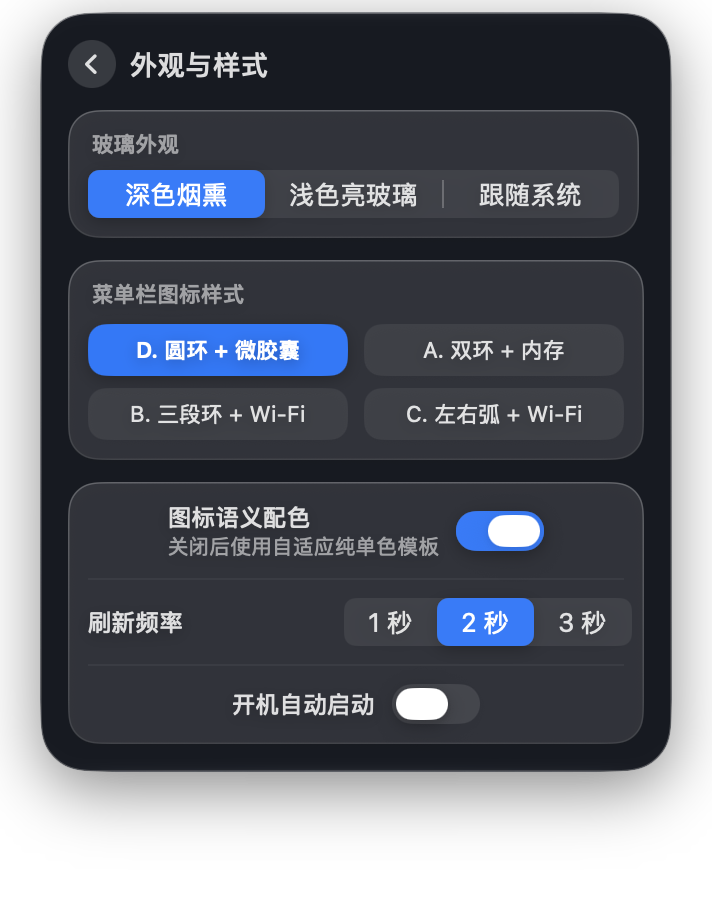 外观与样式
玻璃外观
深色烟熏 浅色亮玻璃 跟随系统
菜单栏图标样式
D. 圆环 + 微胶囊 A. 双环 + 内存
B. 三段环 + Wi-Fi C. 左右弧 + Wi-Fi
图标语义配色
关闭后使用自适应纯单色模板
刷新频率 1 秒 2 秒 3 秒
开机自动启动